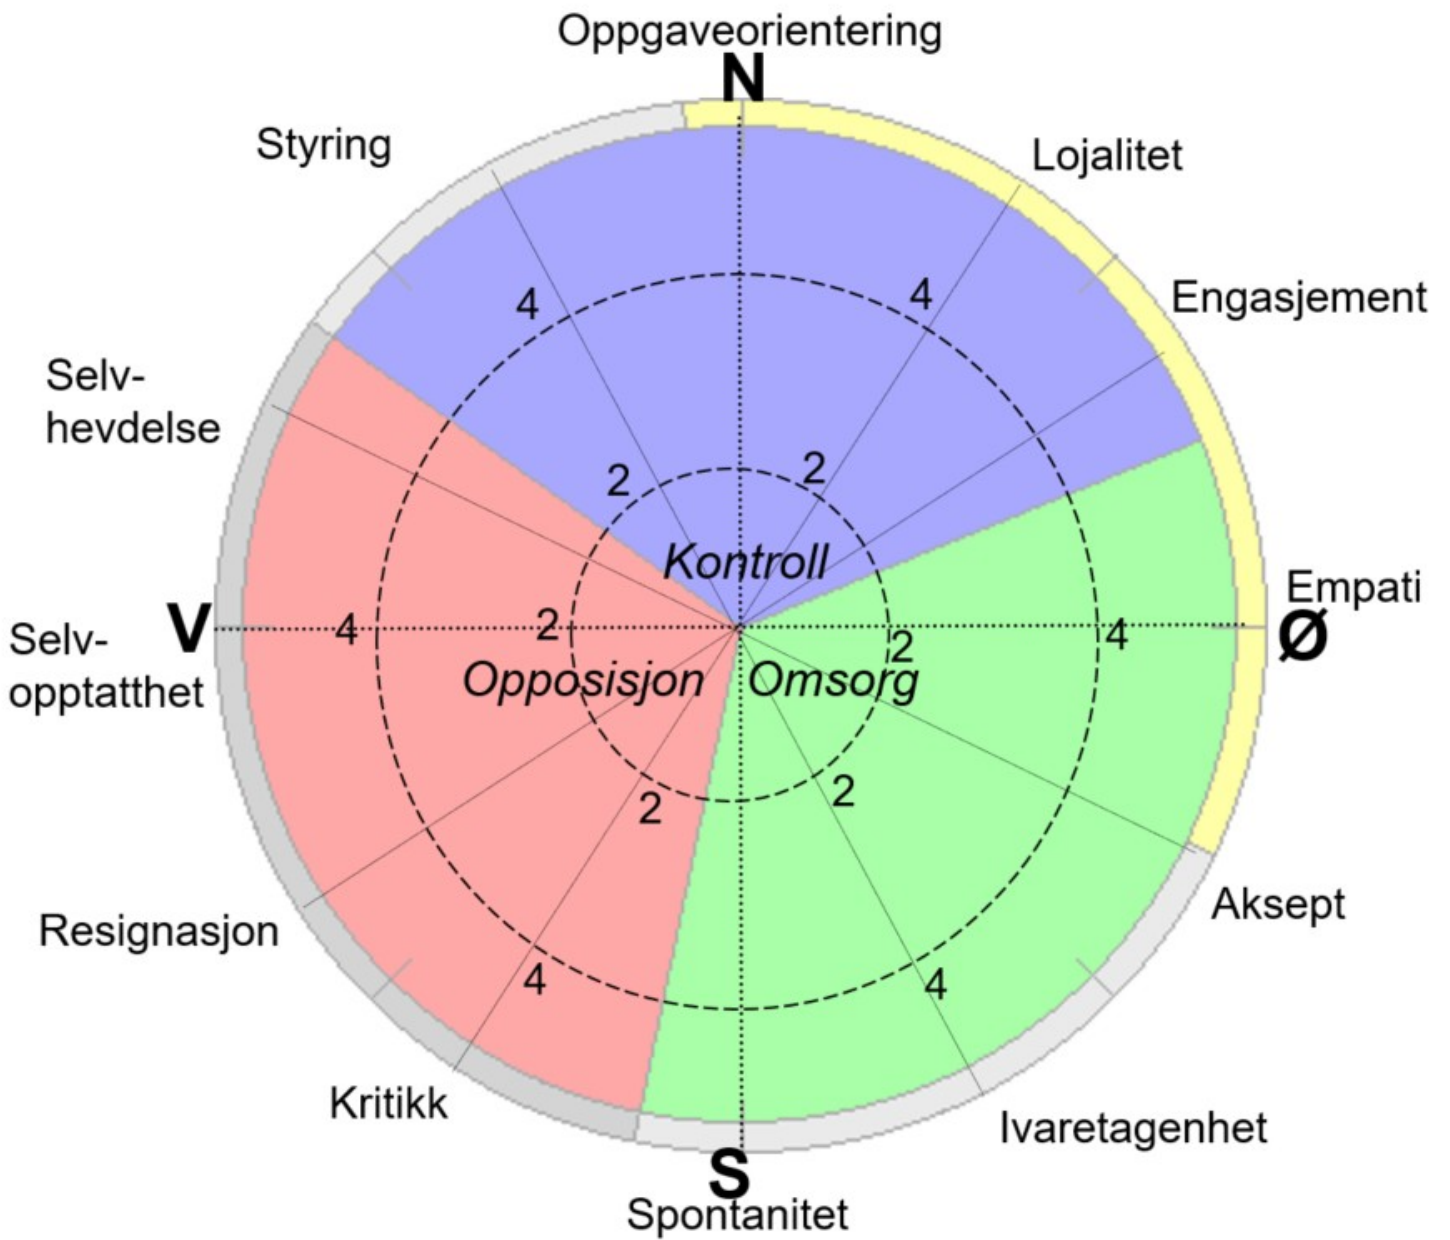 Oppgaveorientering
N
Styring
Lojalitet
Engasjement
4
4
Selv-
hevdelse
2
2
Kontroll
Empati
V
4
2
2
4
Ø
Selv-
opptatthet
Opposisjon
Omsorg
2
2
Resignasjon
Aksept
4
4
Kritikk
Ivaretagenhet
S
Spontanitet